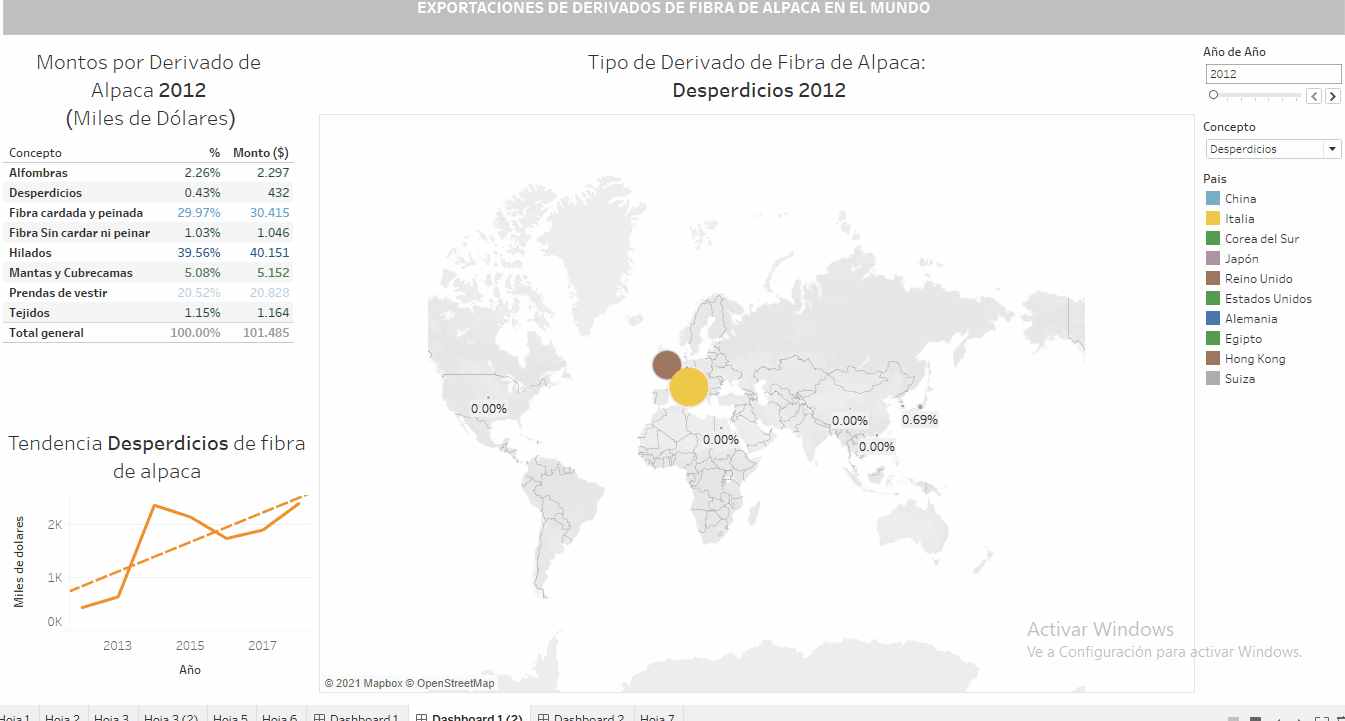 EXPORTACIONES DE DERIVADOS DE FIBRA DE ALPACA EN EL MUNDO
Montos por Derivado de
Alpaca 2012
(Miles de Dólares)
Concepto % Monto ($)
Alfombras 2.26% 2.297
Desperdicios 0.43% 432
Fibra cardada y peinada 29.97% 30.415
Fibra Sin cardar ni peinar 1.03% 1.046
Hilados 39.56% 40.151
Mantas y Cubrecamas 5.08% 5.152
Prendas de vestir 20.52% 20.828
Tejidos 1.15% 1.164
Total general 100.00% 101.485
Tendencia Desperdicios de fibra
de alpaca
Miles de dolares
2K
1K
0K
2013 2015 2017
Año
Tipo de Derivado de Fibra de Alpaca:
Desperdicios 2012
0.00%
0.00%
0.00%
0.69%
0.00%
© 2021 Mapbox © OpenStreetMap
Año de Año
2012
Concepto
Desperdicios
Pais
China
Italia
Corea del Sur
Japón
Reino Unido
Estados Unidos
Alemania
Egipto
Hong Kong
Suiza
Activar Windows
Ve a Configuración para activar Windows.
Hoja 1 Hoja 2 Hoja 3 Hoja 3 (2) Hoja 5 Hoja 6 Dashboard 1 Dashboard 1 (2) Dashboard 2 Hoja 7